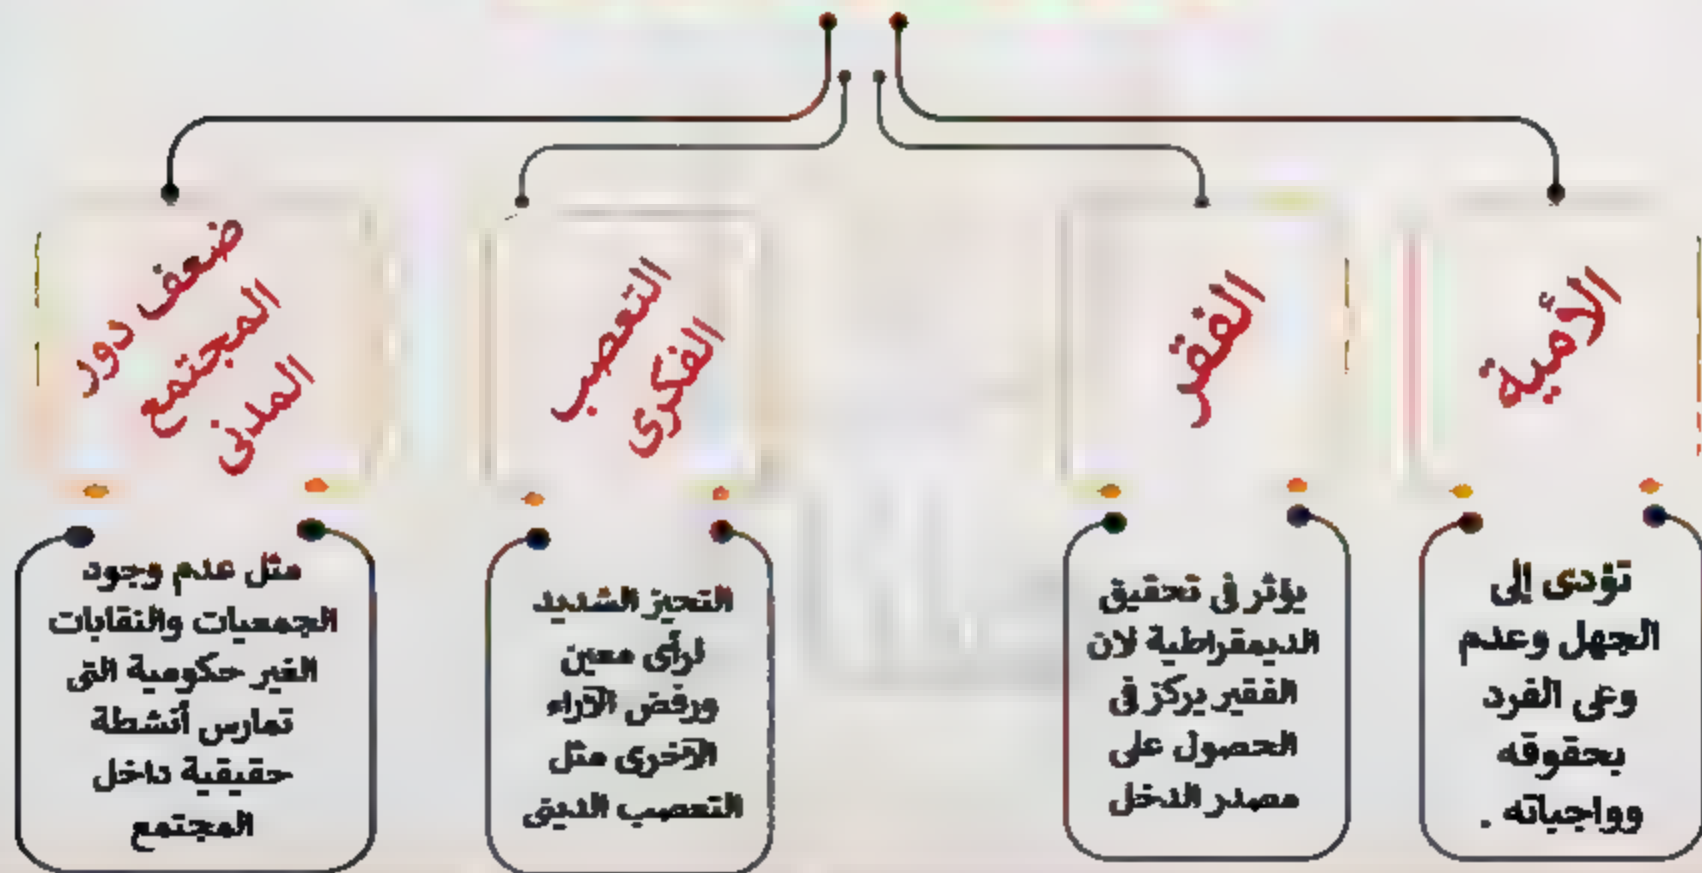 الأمية
تؤدى إلى
الجهل وعدم
وعى الفرد
بحقوقه
وواجباته .
الفقر
يؤثر فى تحقيق
الديمقراطية لان
الفقير يركز فى
الحصول على
مصدر الدخل
التعصب
الفكرى
التحيز الشديد
لرأى معين
ورفض الآراء
الآخرى مثل
التعصب الدينى
ضعف دور
المجتمع
المدنى
مثل عدم وجود
الجمعيات والنقابات
الغير حكومية التى
تمارس أنشطة
حقيقية داخل
المجتمع